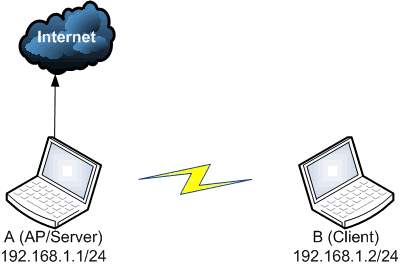 Internet
A (AP/Server)
192.168.1.1/24
B (Client)
192.168.1.2/24